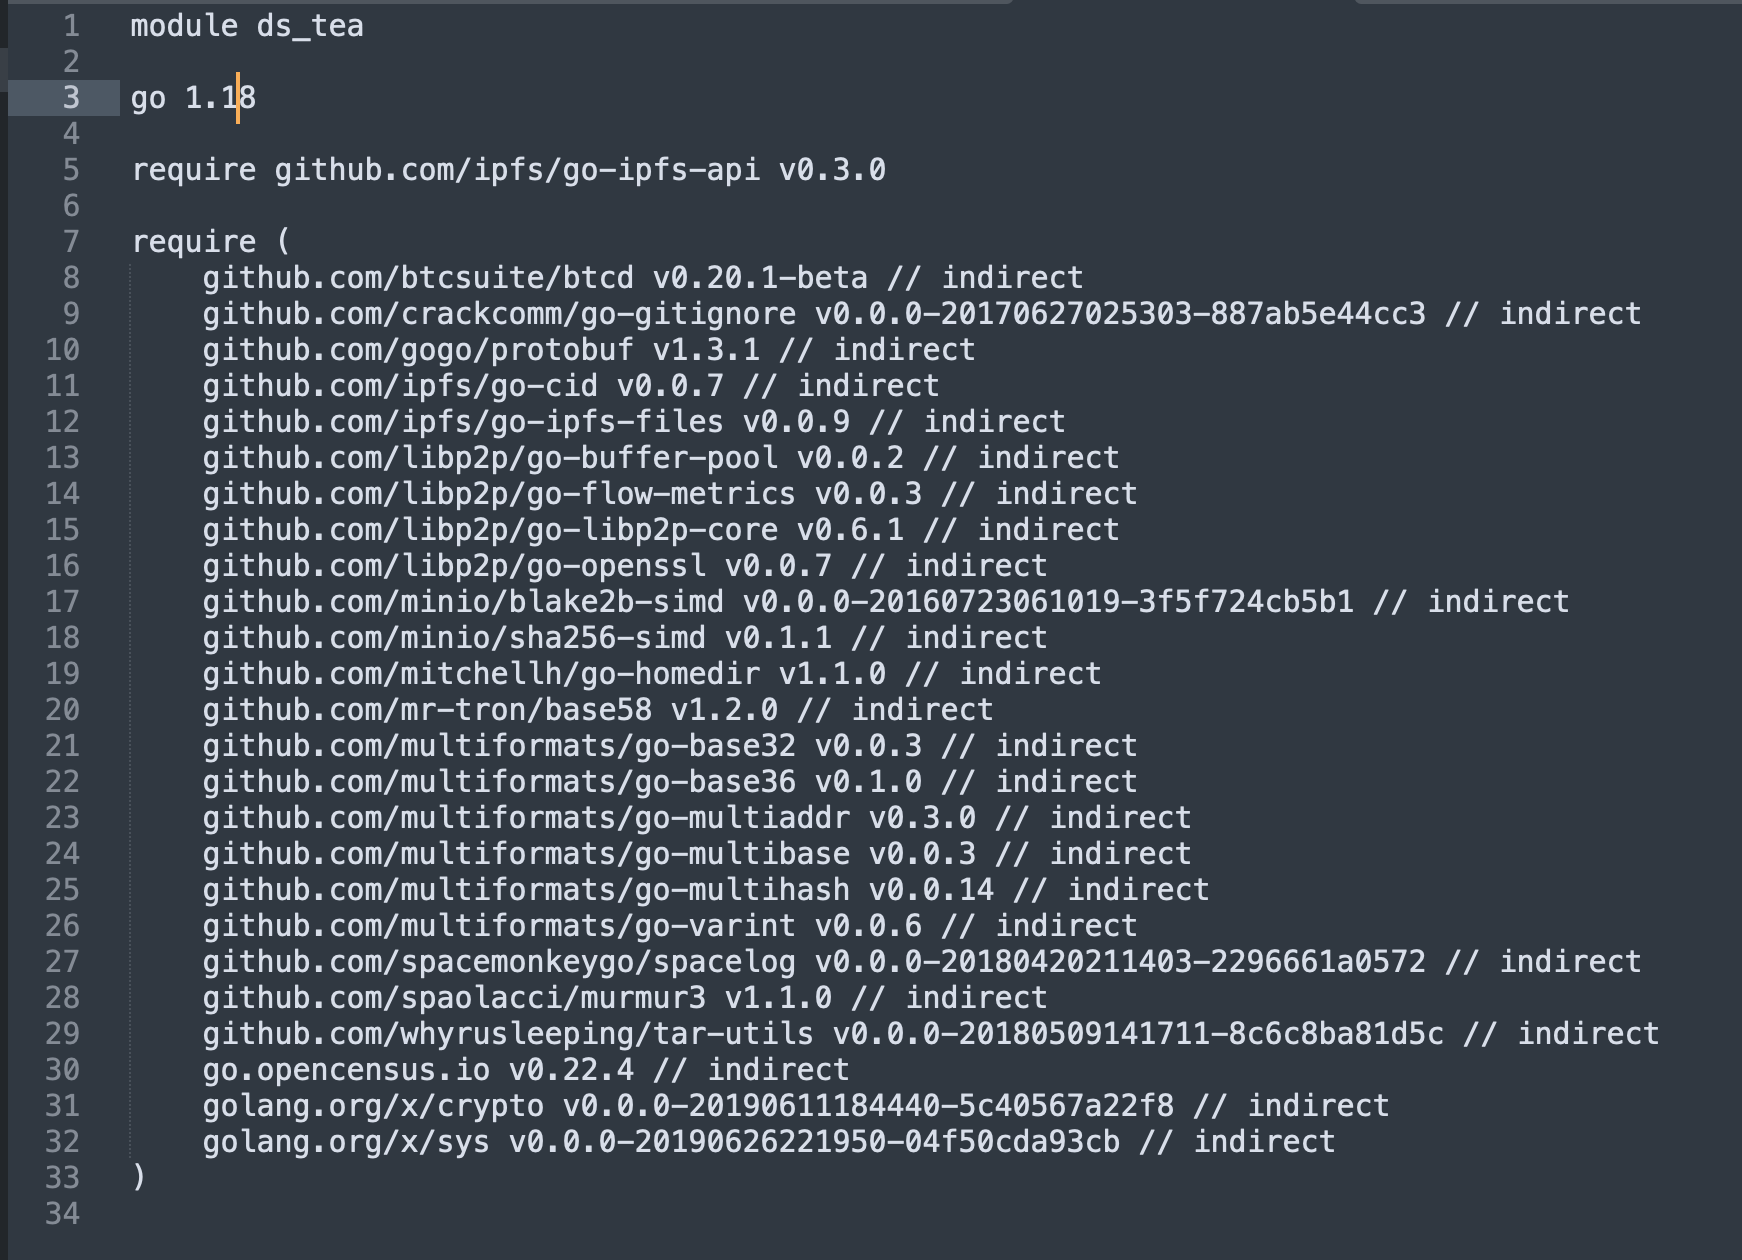 1 module ds_tea
2
3 go 1.18
4
5 require github.com/ipfs/go-ipfs-api v0.3.0
6
7 require (
8 github.com/btcsuite/btcd v0.20.1-beta // indirect
9 github.com/crackcomm/go-gitignore v0.0.0-20170627025303-887ab5e44cc3 // indirect
10 github.com/gogo/protobuf v1.3.1 // indirect
11 github.com/ipfs/go-cid v0.0.7 // indirect
12 github.com/ipfs/go-ipfs-files v0.0.9 // indirect
13 github.com/libp2p/go-buffer-pool v0.0.2 // indirect
14 github.com/libp2p/go-flow-metrics v0.0.3 // indirect
15 github.com/libp2p/go-libp2p-core v0.6.1 // indirect
16 github.com/libp2p/go-openssl v0.0.7 // indirect
17 github.com/minio/blake2b-simd v0.0.0-20160723061019-3f5f724cb5b1 // indirect
18 github.com/minio/sha256-simd v0.1.1 // indirect
19 github.com/mitchellh/go-homedir v1.1.0 // indirect
20 github.com/mr-tron/base58 v1.2.0 // indirect
21 github.com/multiformats/go-base32 v0.0.3 // indirect
22 github.com/multiformats/go-base36 v0.1.0 // indirect
23 github.com/multiformats/go-multiaddr v0.3.0 // indirect
24 github.com/multiformats/go-multibase v0.0.3 // indirect
25 github.com/multiformats/go-multihash v0.0.14 // indirect
26 github.com/multiformats/go-varint v0.0.6 // indirect
27 github.com/spacemonkeygo/spacelog v0.0.0-20180420211403-2296661a0572 // indirect
28 github.com/spaolacci/murmur3 v1.1.0 // indirect
29 github.com/whyrusleeping/tar-utils v0.0.0-20180509141711-8c6c8ba81d5c // indirect
30 go.opencensus.io v0.22.4 // indirect
31 golang.org/x/crypto v0.0.0-20190611184440-5c40567a22f8 // indirect
32 golang.org/x/sys v0.0.0-20190626221950-04f50cda93cb // indirect
33 )
34